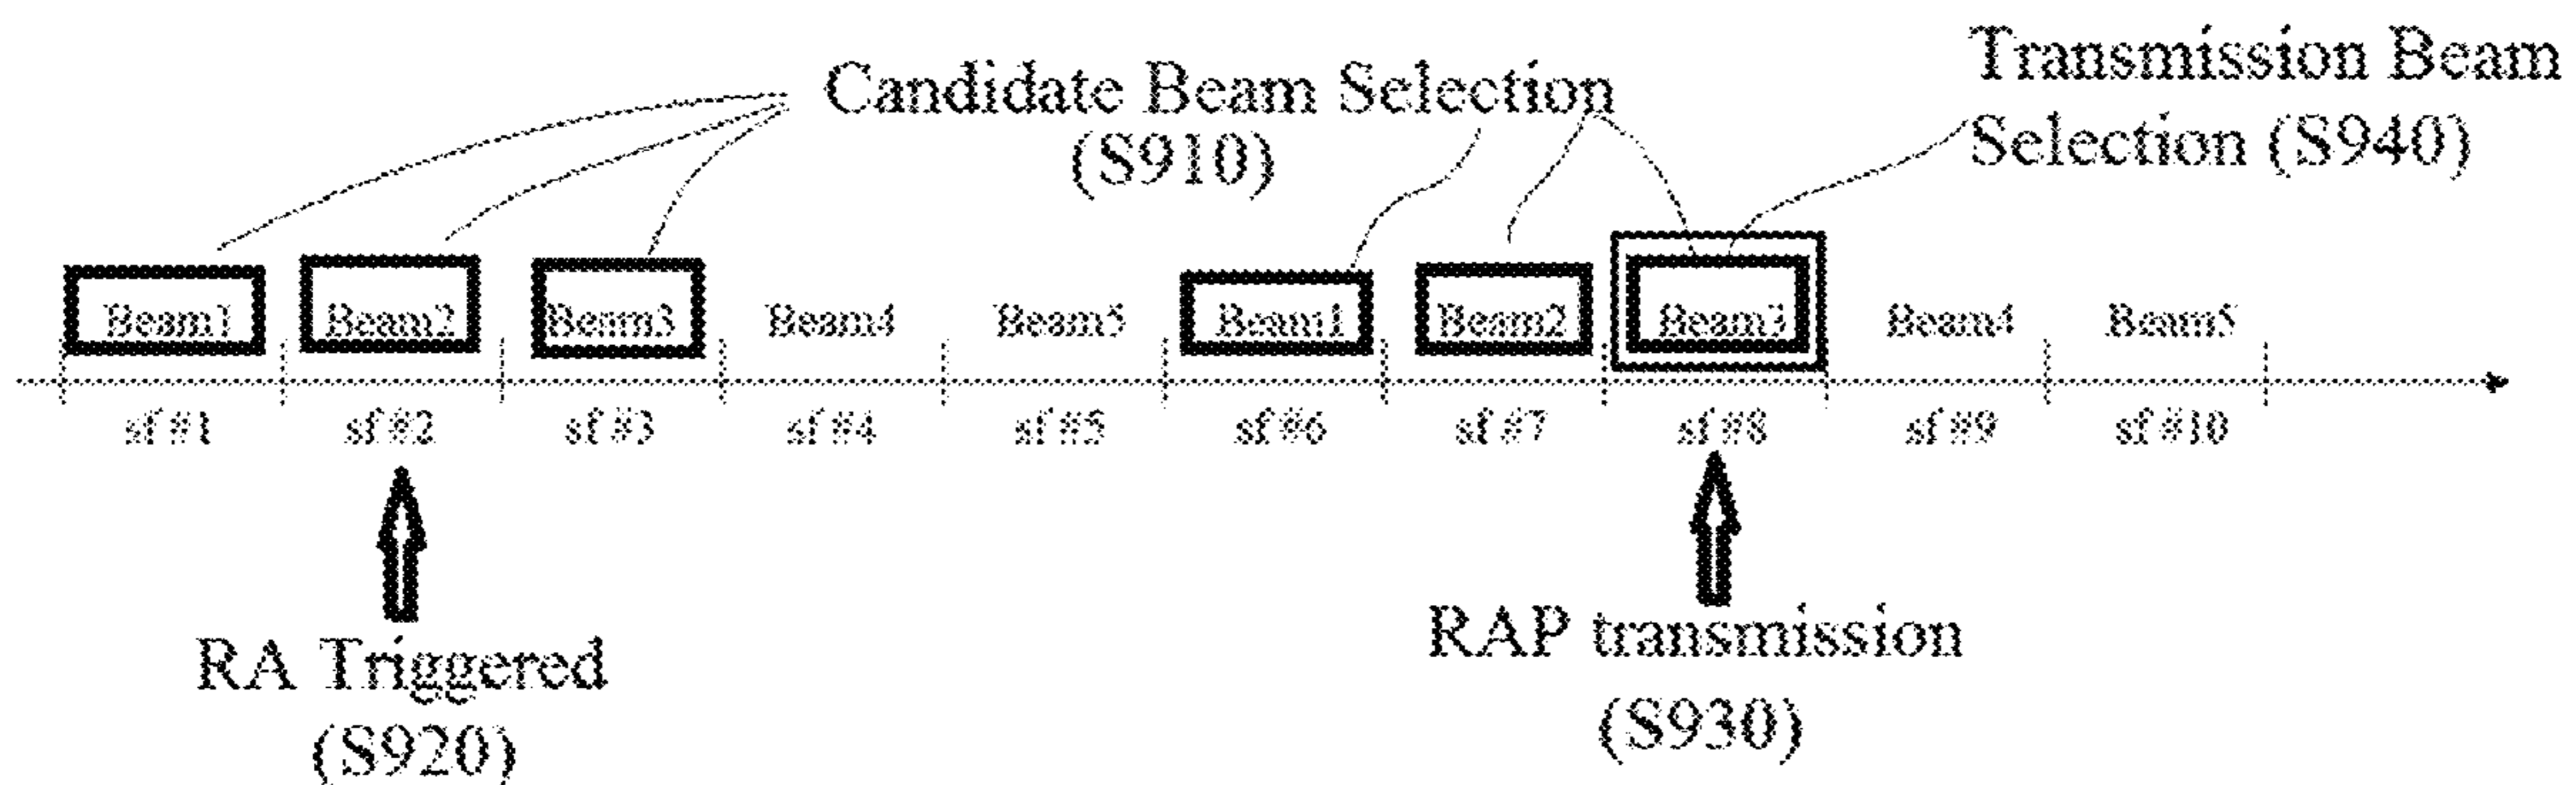 Candidate Beam Selection
(S910)
Transmission Beam
Selection (S940)
Beam1 Beam2 Beam3 Beam4 Beam5 Beam1 Beam2 Beam3 Beam4 Beam5
sf #1 sf #2 sf #3 sf #4 sf #5 sf #6 sf #7 sf #8 sf #9 sf #10
RA Triggered
(S920)
RAP transmission
(S930)